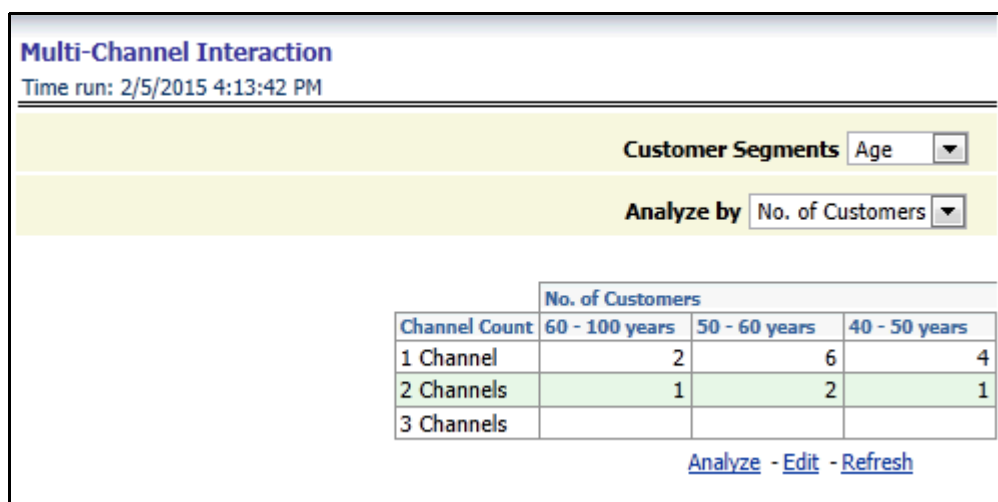 Multi-Channel Interaction
Time run: 2/5/2015 4:13:42 PM
Customer Segments Age
Analyze by No. of Customers
No. of Customers
Channel Count 60 - 100 years 50 - 60 years 40 - 50 years
1 Channel 2 6 4
2 Channels 1 2 1
3 Channels
Analyze - Edit - Refresh